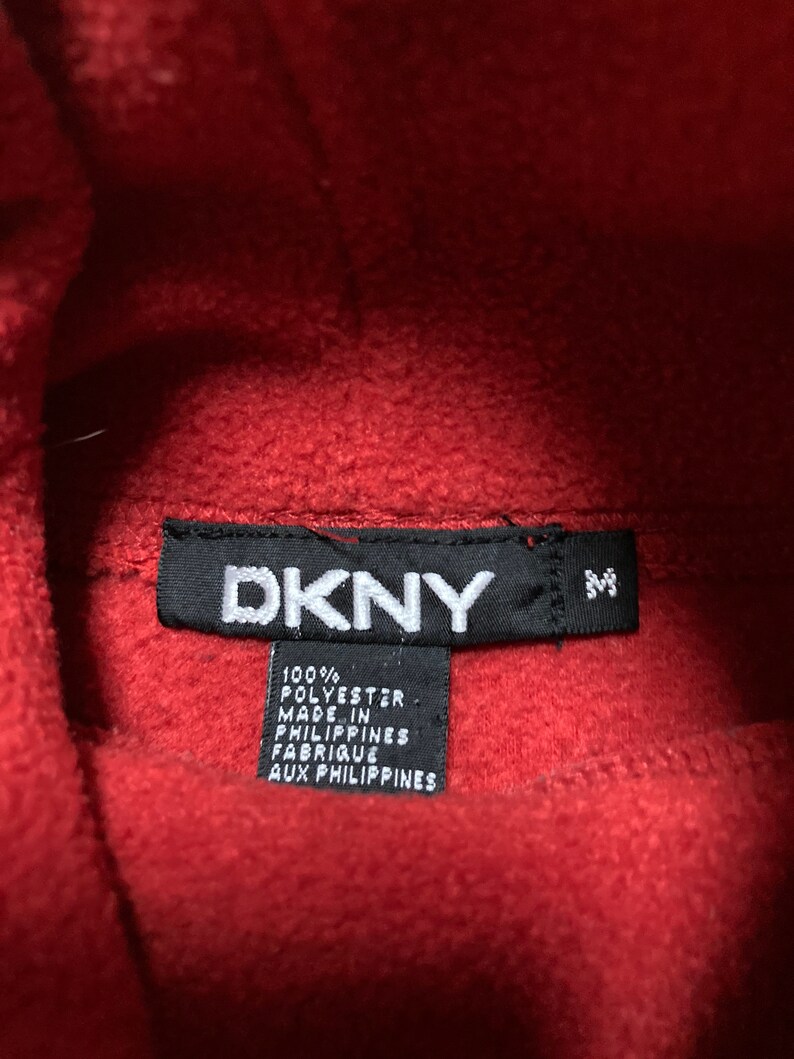 DKNY
M
100%
POLYESTER
MADE IN
PHILIPPINES
FABRIQUE
AUX PHILIPPINES